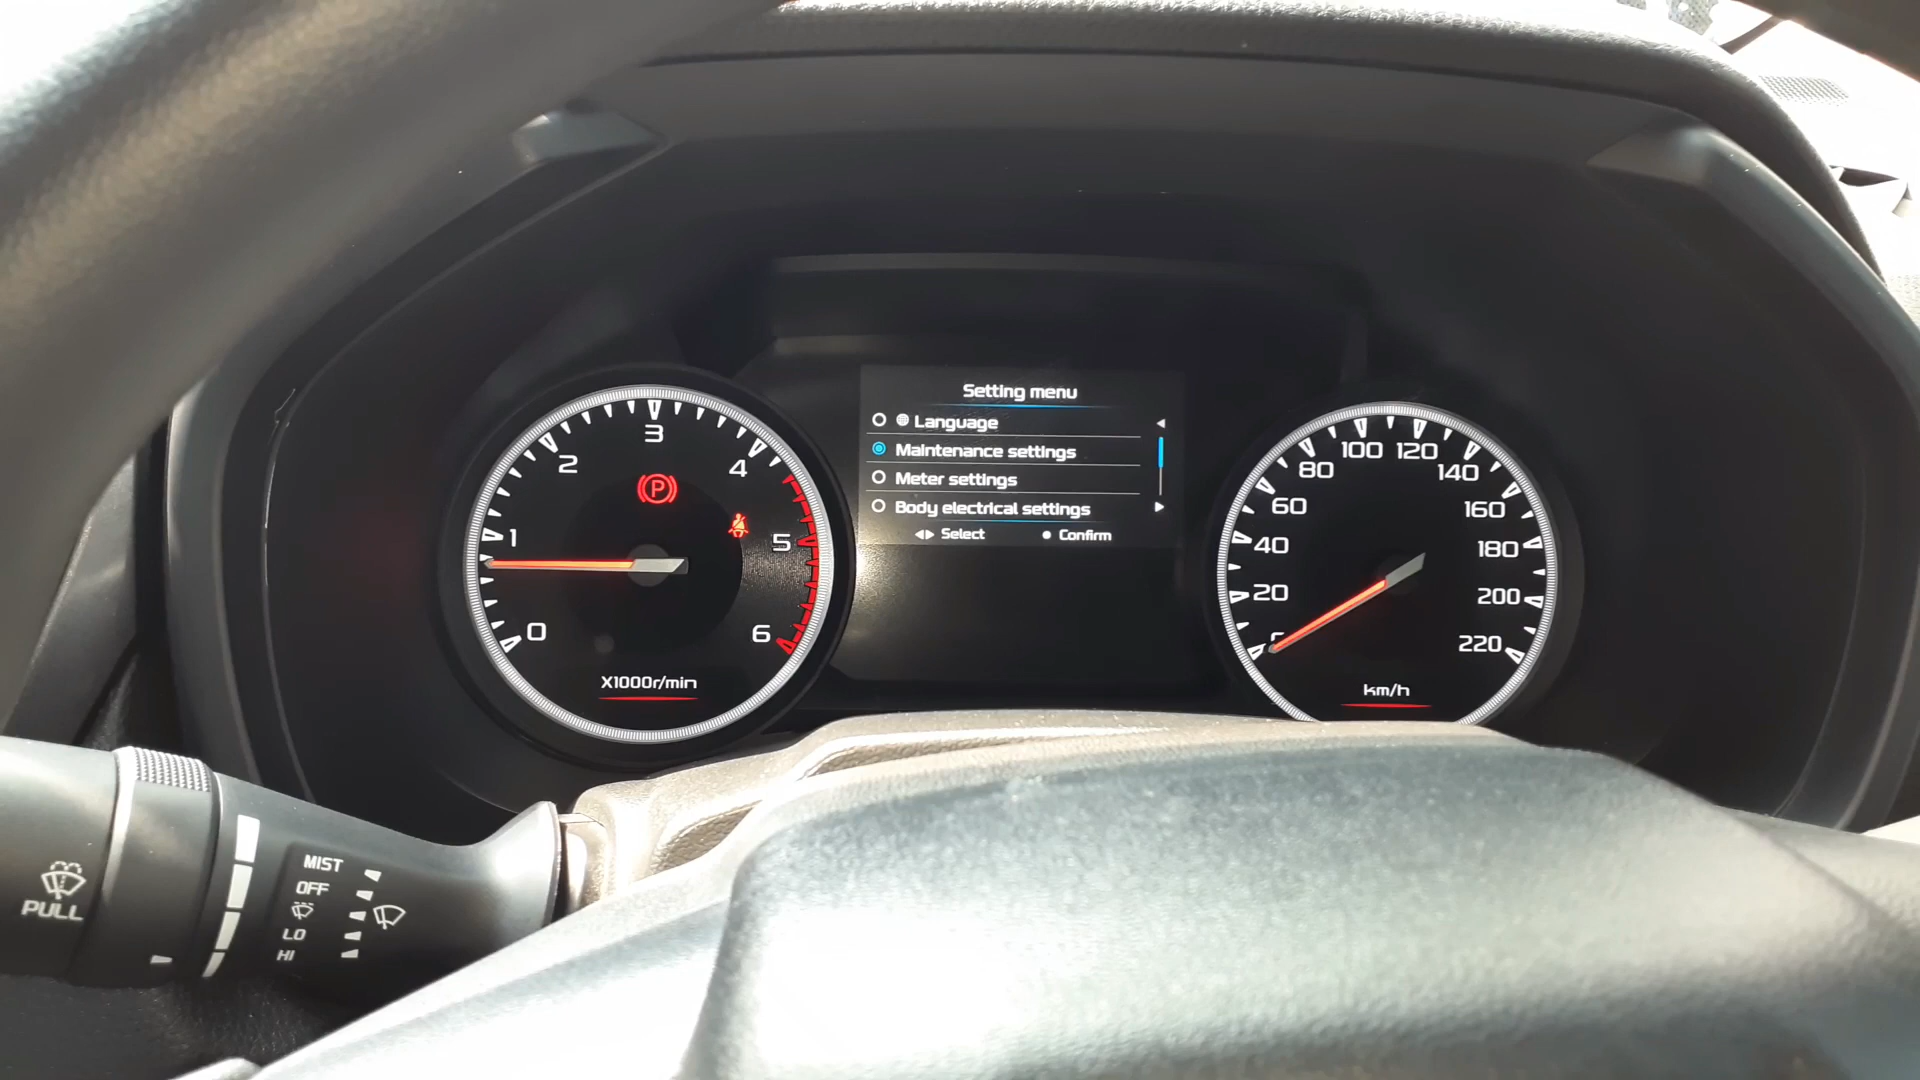 Setting menu
Language
Maintenance settings
Meter settings
Body electrical settings
Select Confirm
0
1
2
3
4
5
6
P
X1000r/min
20
40
60
80
100
120
140
160
180
200
220
km/h
PULL
MIST
OFF
LO
HI